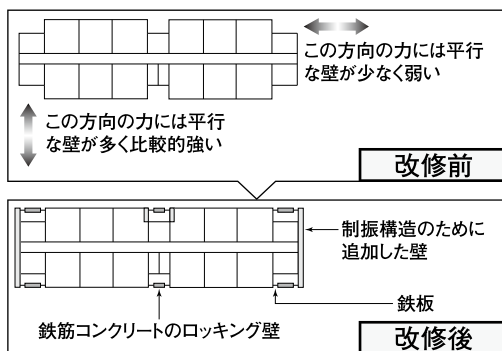 この方向の力には平行
な壁が少なく弱い
この方向の力には平行
な壁が多く比較的強い
改修前
制振構造のために
追加した壁
鉄板
鉄筋コンクリートのロッキング壁
改修後